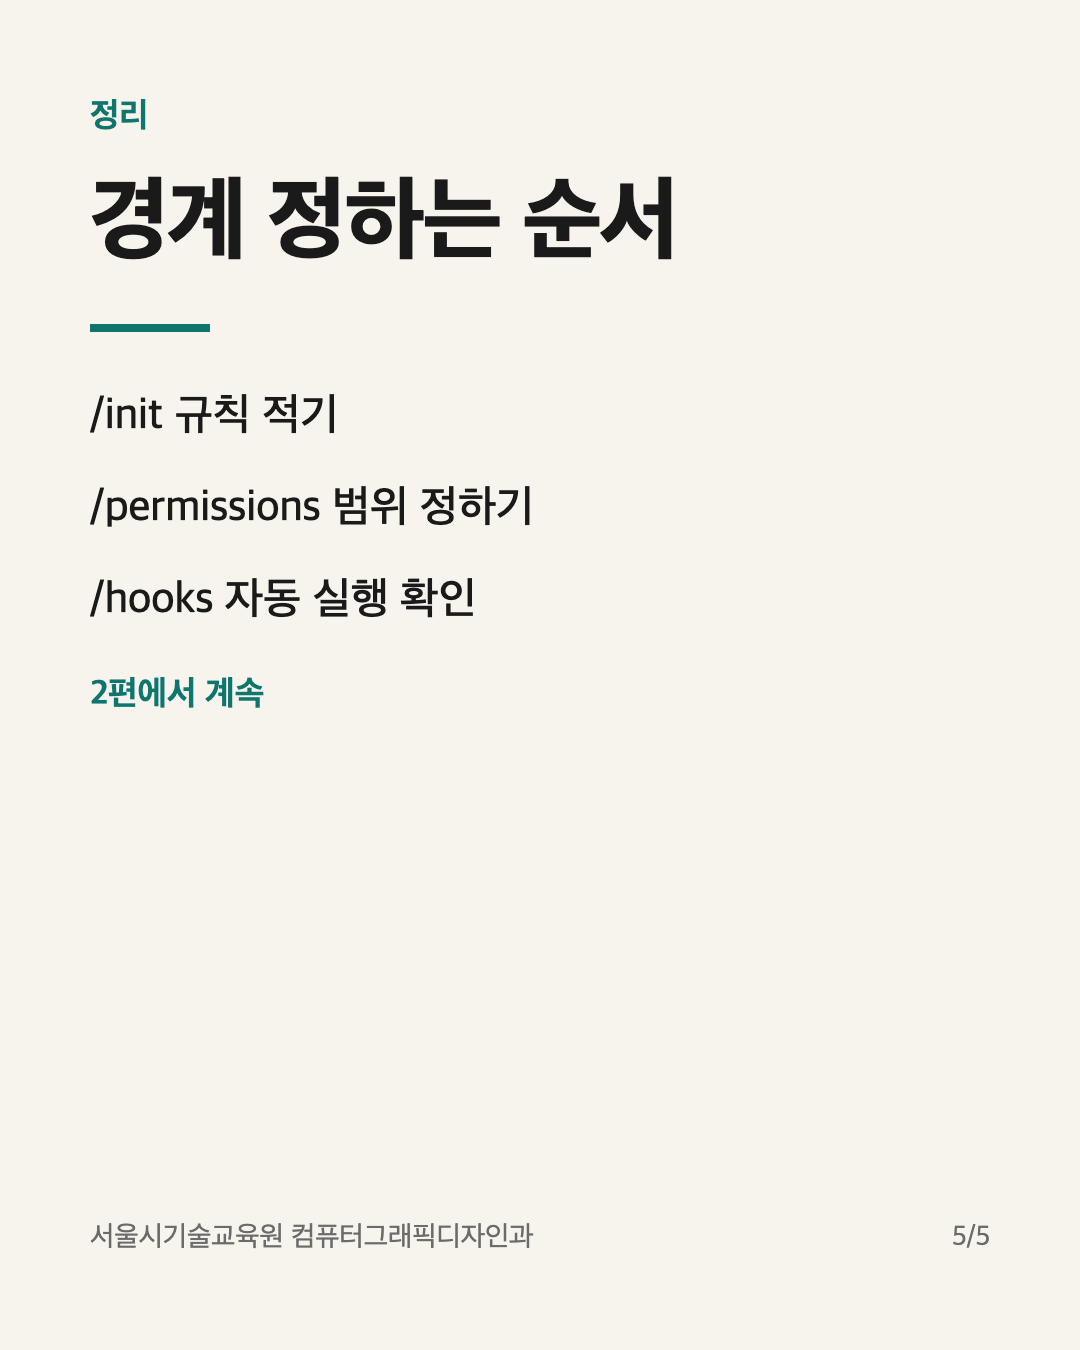 정리
경계 정하는 순서
/init 규칙 적기
/permissions 범위 정하기
/hooks 자동 실행 확인
2편에서 계속
서울시기술교육원 컴퓨터그래픽디자인과
5/5